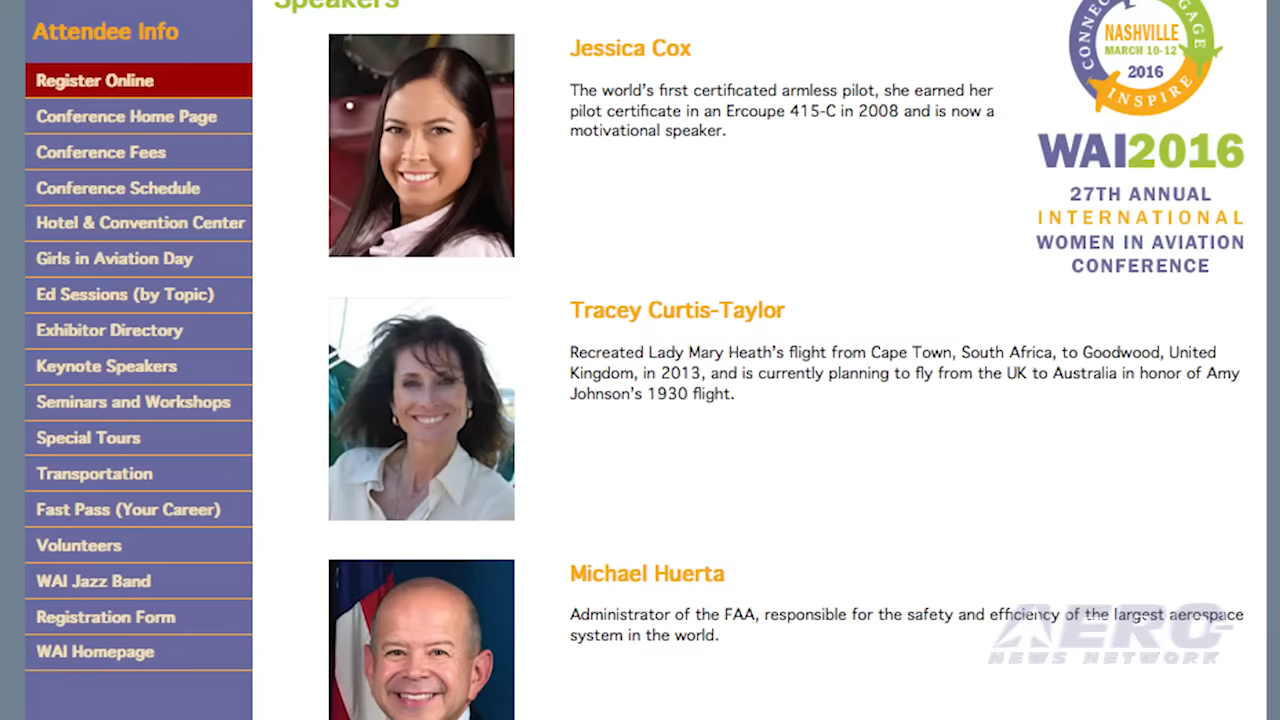 Speakers
Attendee Info
Register Online
Conference Home Page
Conference Fees
Conference Schedule
Hotel & Convention Center
Girls in Aviation Day
Ed Sessions (by Topic)
Exhibitor Directory
Keynote Speakers
Seminars and Workshops
Special Tours
Transportation
Fast Pass (Your Career)
Volunteers
WAI Jazz Band
Registration Form
WAI Homepage
Jessica Cox
The world's first certificated armless pilot, she earned her
pilot certificate in an Ercoupe 415-C in 2008 and is now a
motivational speaker.
Tracey Curtis-Taylor
Recreated Lady Mary Heath's flight from Cape Town, South Africa, to Goodwood, United
Kingdom, in 2013, and is currently planning to fly from the UK to Australia in honor of Amy
Johnson's 1930 flight.
Michael Huerta
Administrator of the FAA, responsible for the safety and efficiency of the largest aerospace
system in the world.
NASHVILLE
MARCH 10-12
2016
INSPIRE
WAI2016
27TH ANNUAL
INTERNATIONAL
WOMEN IN AVIATION
CONFERENCE
AERO
NEWS NETWORK